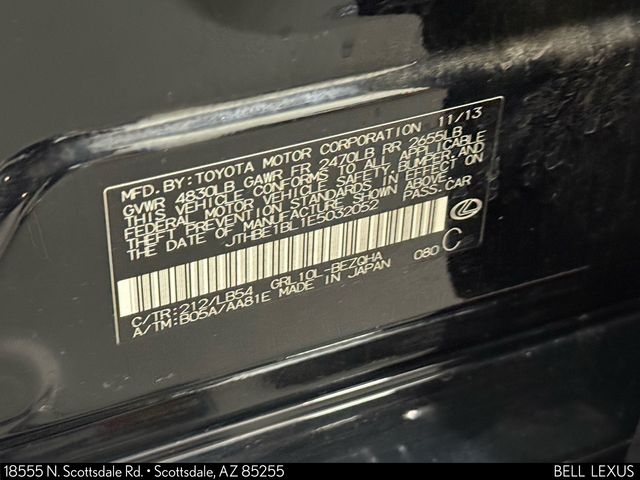 MFD. BY: TOYOTA MOTOR CORPORATION 11/13
GVWR 4830LB GAWR FR 2470LB RR 2655LB
THIS VEHICLE CONFORMS TO ALL APPLICABLE
FEDERAL MOTOR VEHICLE SAFETY, BUMPER, AND
THEFT PREVENTION STANDARDS IN EFFECT ON
THE DATE OF MANUFACTURE SHOWN ABOVE.
JTHBE1BL1E5032052 PASS. CAR
C/TR: 212/LB54 GRL10L-BEZQHA 080 C
A/TM: B05A/AA81E MADE IN JAPAN
18555 N. Scottsdale Rd. • Scottsdale, AZ 85255 BELL LEXUS